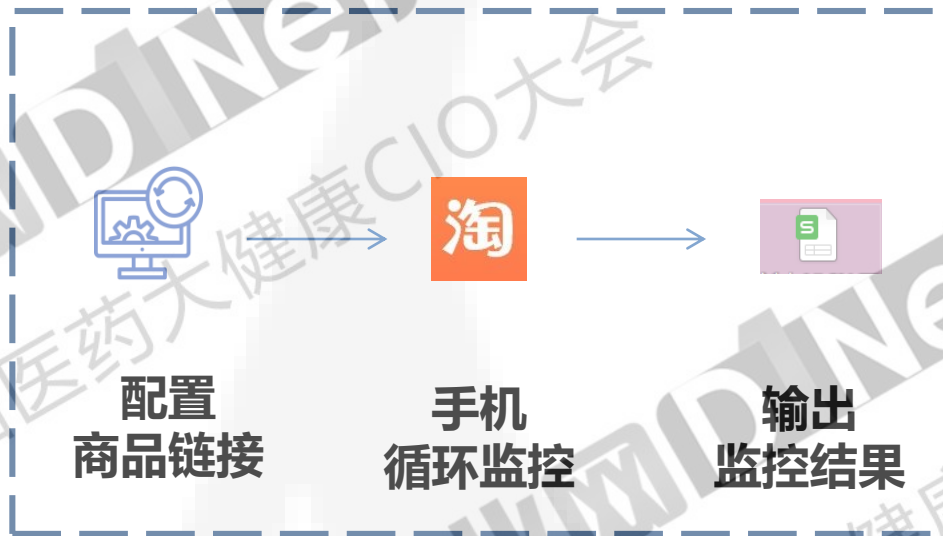 医药大健康CIO大会
淘
S
配置
商品链接
手机
循环监控
输出
监控结果